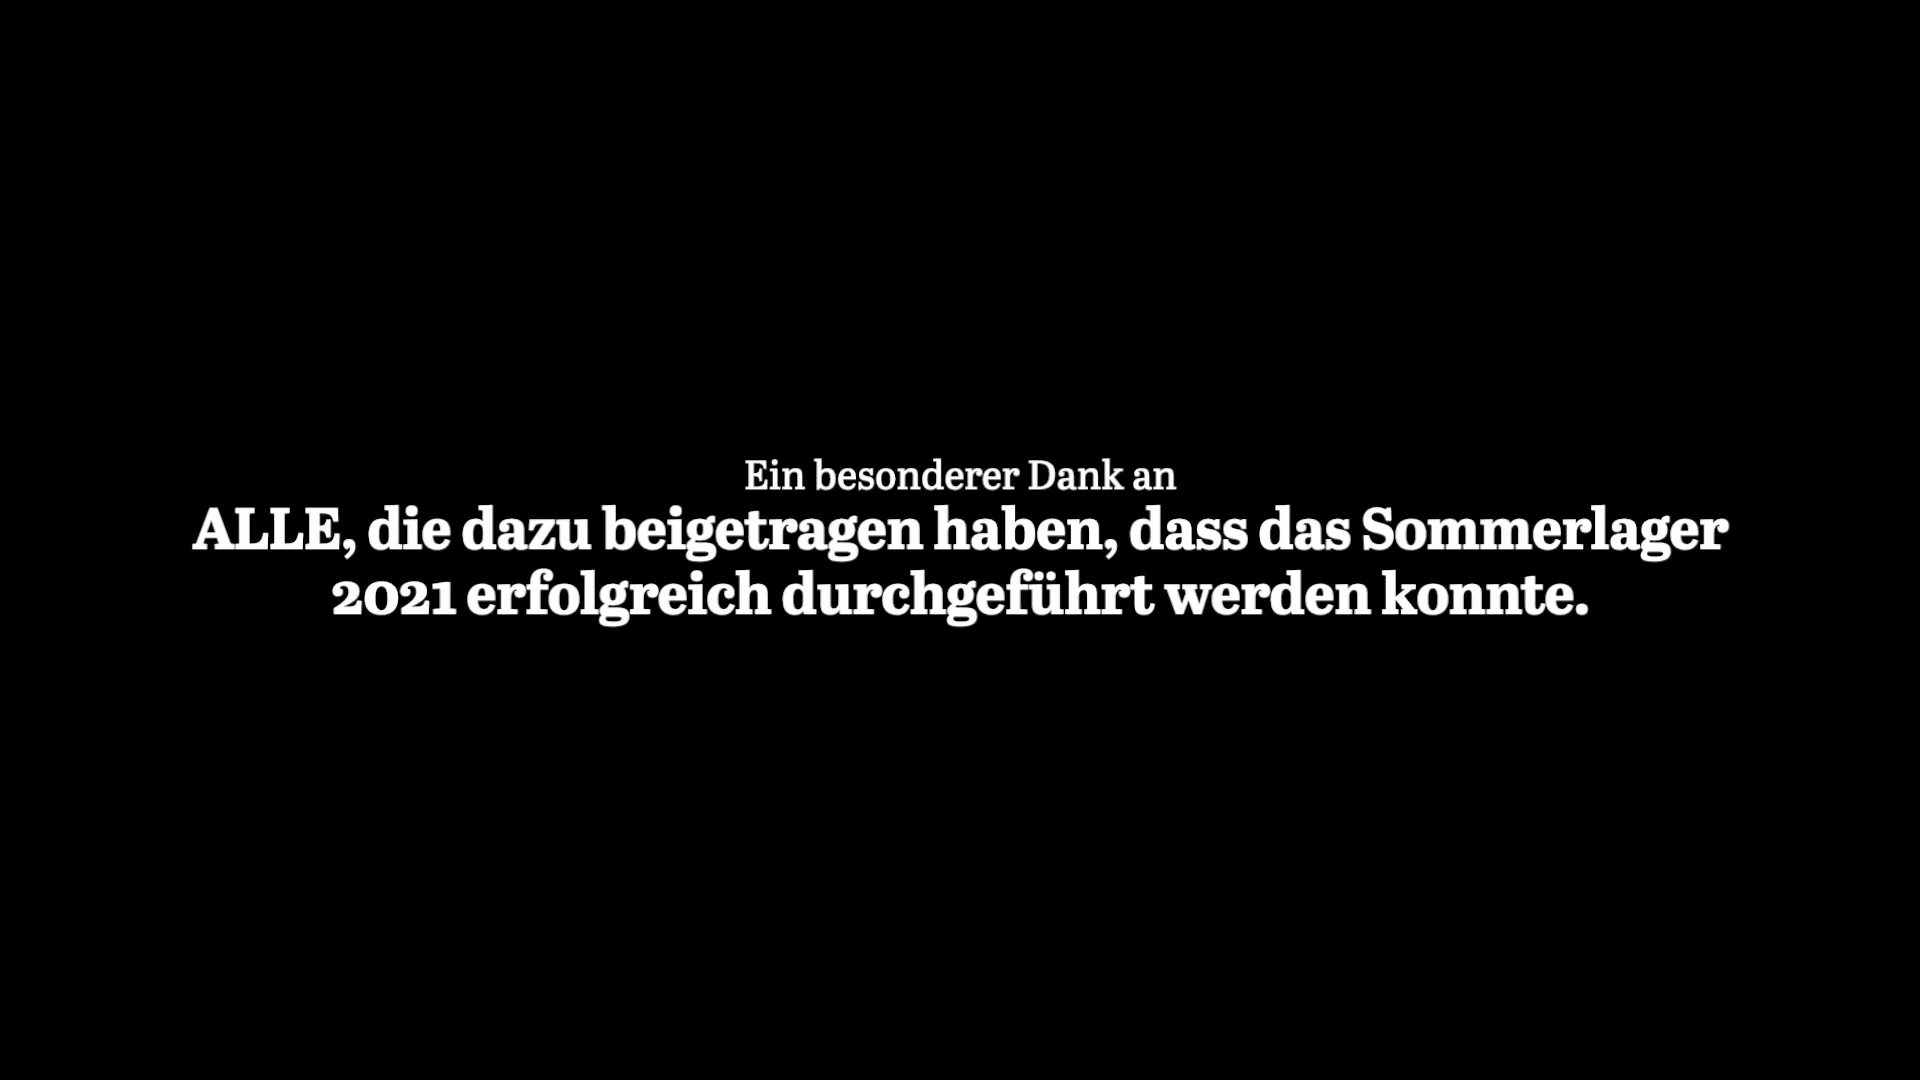 Ein besonderer Dank an
ALLE, die dazu beigetragen haben, dass das Sommerlager
2021 erfolgreich durchgeführt werden konnte.